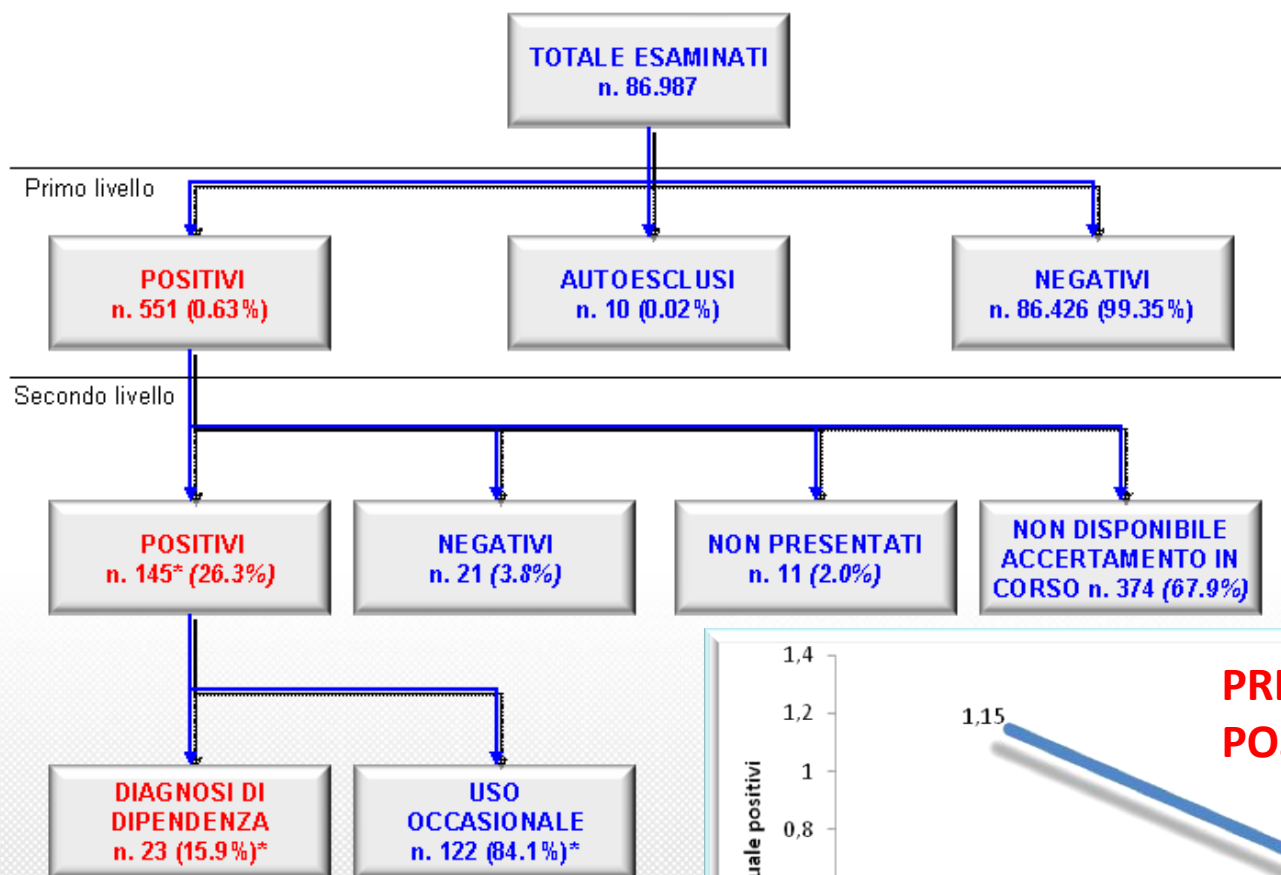 TOTALE ESAMINATI
n. 86.987
Primo livello
POSITIVI
n. 551 (0.63%)
AUTOESCLUSI
n. 10 (0.02%)
NEGATIVI
n. 86.426 (99.35%)
Secondo livello
POSITIVI
n. 145* (26.3%)
NEGATIVI
n. 21 (3.8%)
NON PRESENTATI
n. 11 (2.0%)
NON DISPONIBILE
ACCERTAMENTO IN
CORSO n. 374 (67.9%)
DIAGNOSI DI
DIPENDENZA
n. 23 (15.9%)*
USO
OCCASIONALE
n. 122 (84.1%)*
1,4
1,2
1
0,8
1,15
positivi